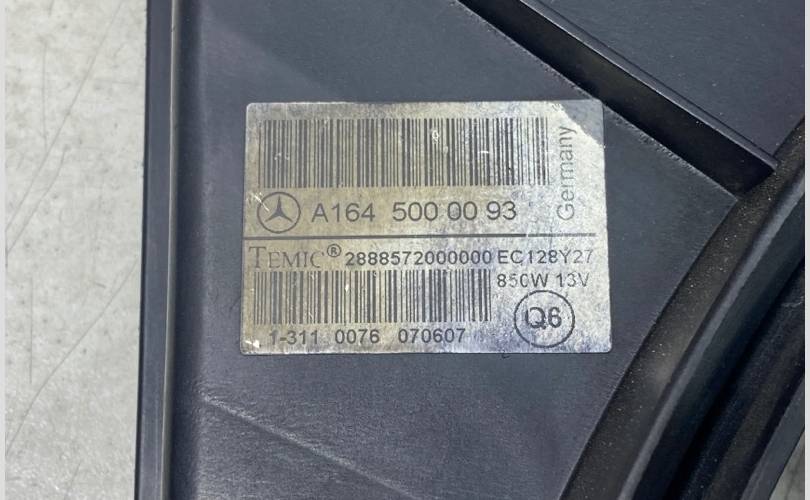 A164 500 00 93
Germany
TEMIC® 2888572000000 EC128Y27
850W 13V
1-311 0076 070607
Q6